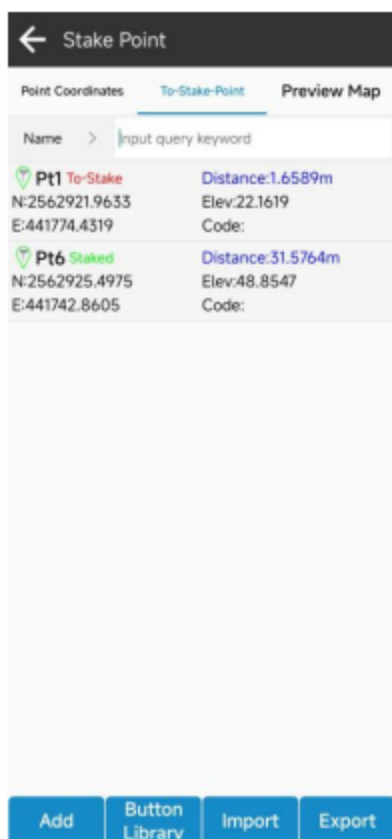 Stake Point
Point Coordinates To-Stake-Point Preview Map
Name > Input query keyword
Pt1 To-Stake Distance:1.6589m
N:2562921.9633 Elev:22.1619
E:441774.4319 Code:
Pt6 Staked Distance:31.5764m
N:2562925.4975 Elev:48.8547
E:441742.8605 Code:
Add Button Library Import Export